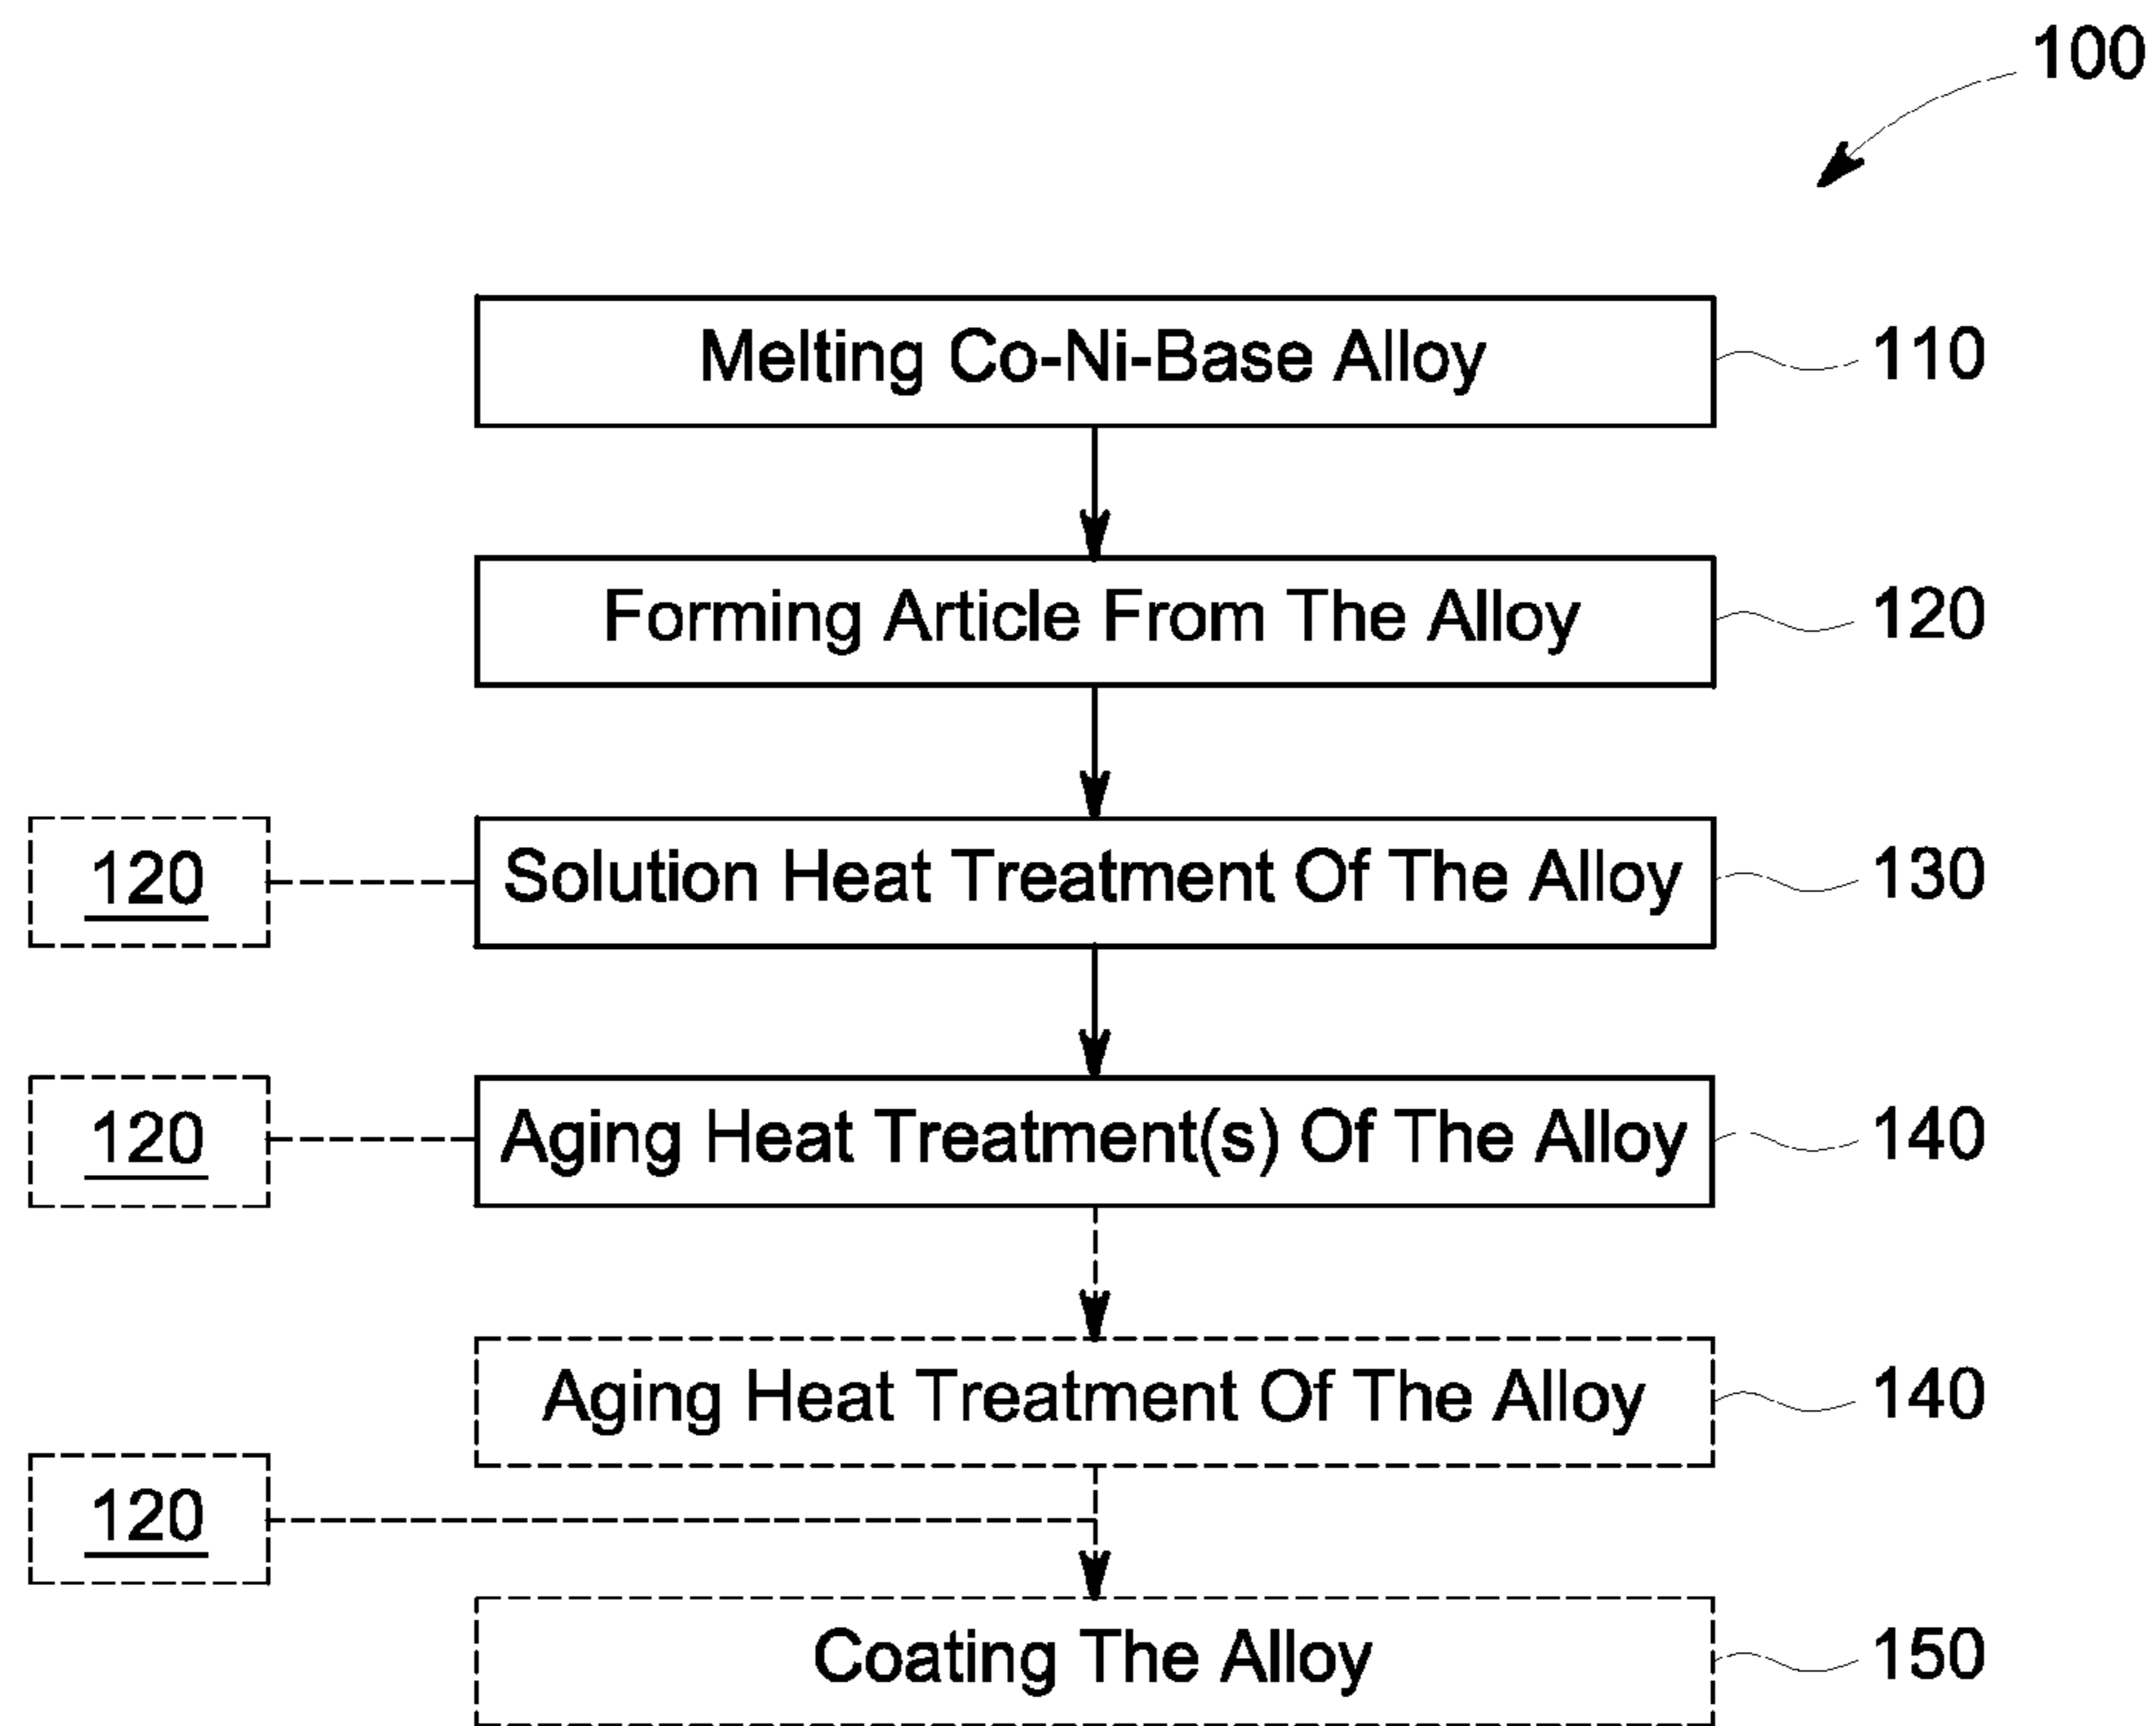 100
Melting Co-Ni-Base Alloy 110
Forming Article From The Alloy 120
120 Solution Heat Treatment Of The Alloy 130
120 Aging Heat Treatment(s) Of The Alloy 140
Aging Heat Treatment Of The Alloy 140
120
Coating The Alloy 150